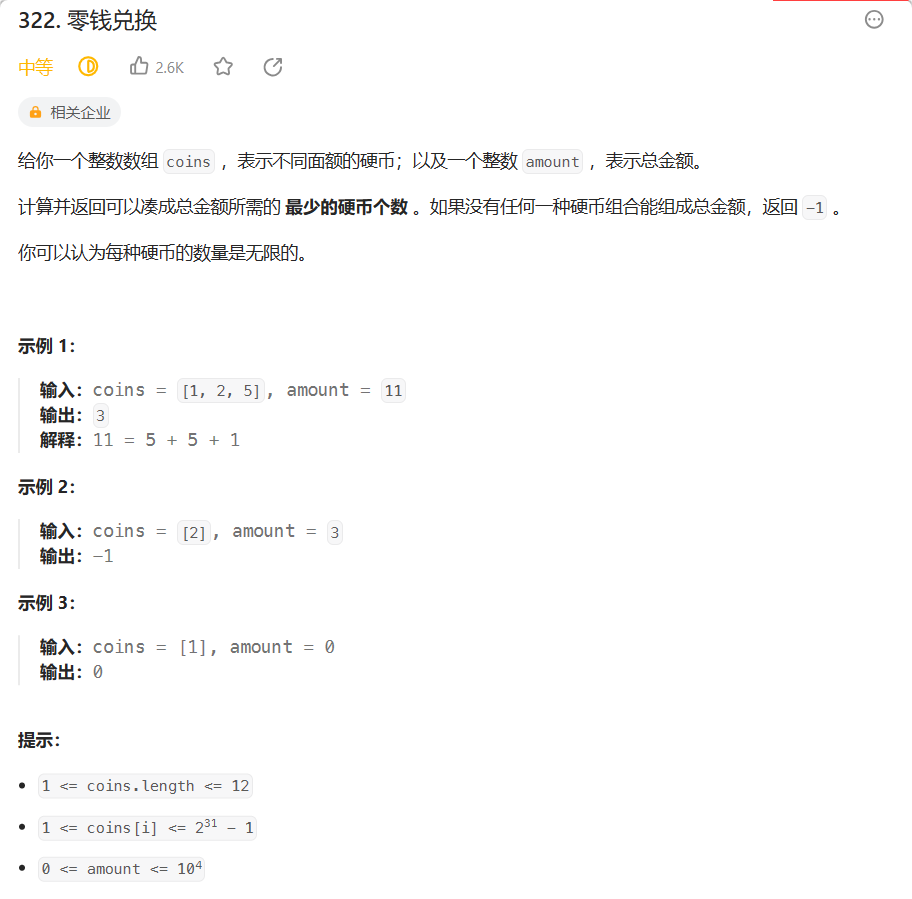 322. 零钱兑换
中等 2.6K
相关企业
给你一个整数数组 coins ，表示不同面额的硬币；以及一个整数 amount ，表示总金额。
计算并返回可以凑成总金额所需的 最少的硬币个数 。如果没有任何一种硬币组合能组成总金额，返回 -1 。
你可以认为每种硬币的数量是无限的。
示例 1：
输入：coins = [1, 2, 5], amount = 11
输出：3
解释：11 = 5 + 5 + 1
示例 2：
输入：coins = [2], amount = 3
输出：-1
示例 3：
输入：coins = [1], amount = 0
输出：0
提示：
• 1 <= coins.length <= 12
• 1 <= coins[i] <= 2³¹ - 1
• 0 <= amount <= 10⁴